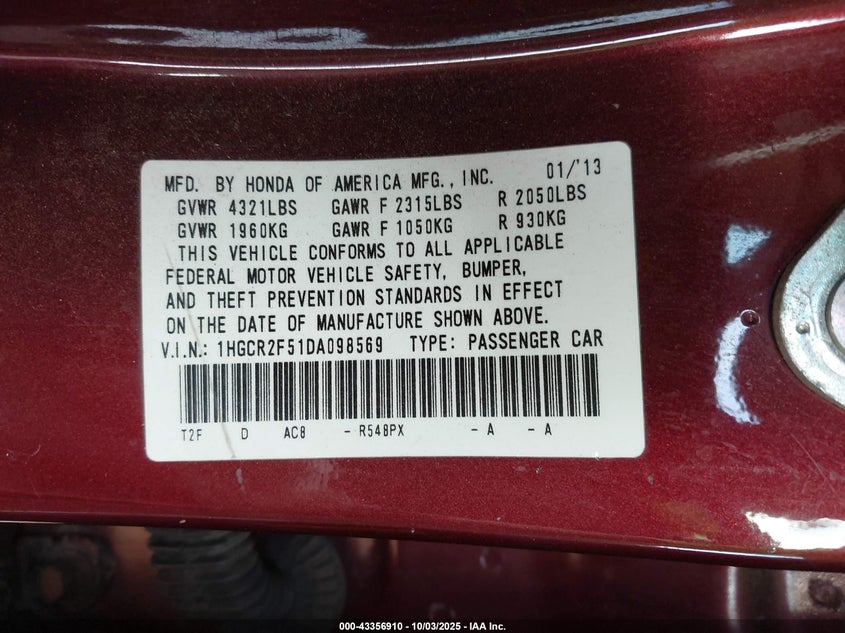 MFD. BY HONDA OF AMERICA MFG., INC. 01/'13
GVWR 4321LBS GAWR F 2315LBS R 2050LBS
GVWR 1960KG GAWR F 1050KG R 930KG
THIS VEHICLE CONFORMS TO ALL APPLICABLE
FEDERAL MOTOR VEHICLE SAFETY, BUMPER,
AND THEFT PREVENTION STANDARDS IN EFFECT
ON THE DATE OF MANUFACTURE SHOWN ABOVE.
V.I.N.: 1HGCR2F51DA098569 TYPE: PASSENGER CAR
T2F D AC8 - R548PX - A - A
000-43356910 - 10/03/2025 - IAA Inc.